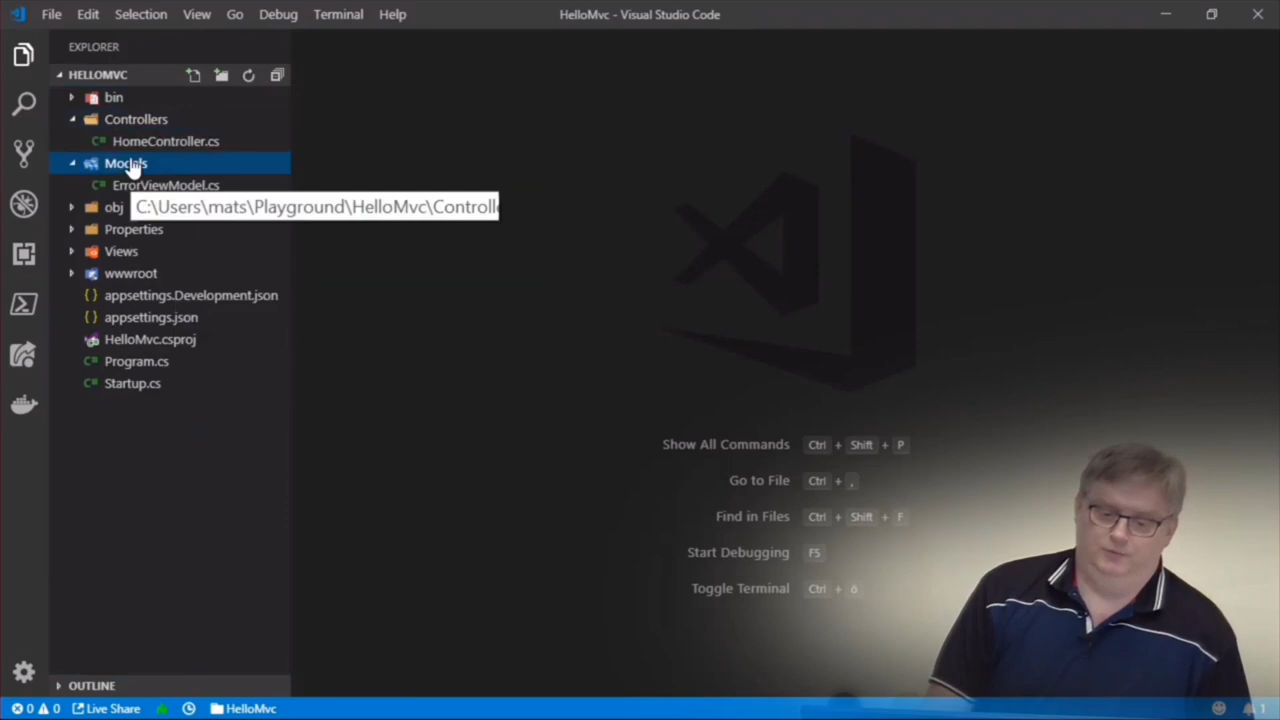 File Edit Selection View Go Debug Terminal Help HelloMvc - Visual Studio Code
EXPLORER
HELLOMVC
bin
Controllers
C# HomeController.cs
Models
C# ErrorViewModel.cs
obj
C:\Users\mats\Playground\HelloMvc\Controlle
Properties
Views
wwwroot
{ } appsettings.Development.json
{ } appsettings.json
HelloMvc.csproj
C# Program.cs
C# Startup.cs
Show All Commands Ctrl + Shift + P
Go to File Ctrl + ,
Find in Files Ctrl + Shift + F
Start Debugging F5
Toggle Terminal Ctrl + ö
OUTLINE
0 0 Live Share HelloMvc 1